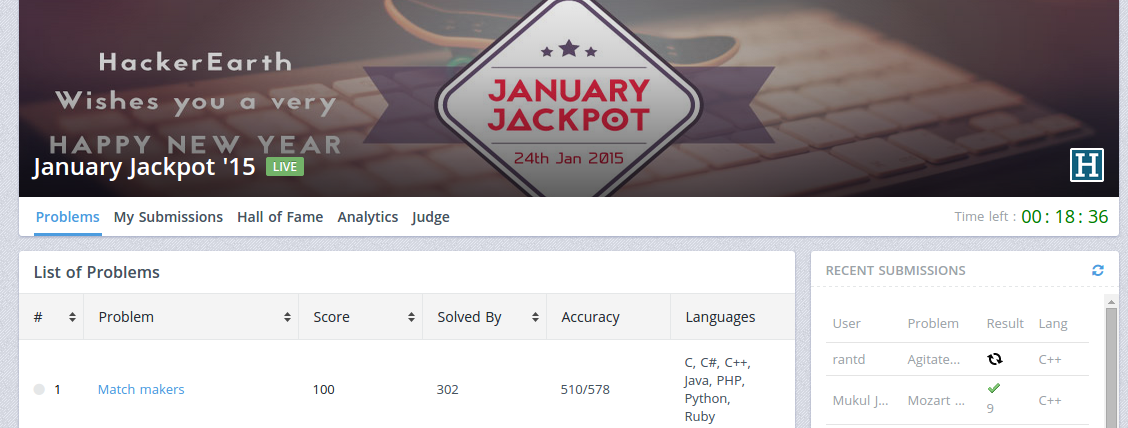 HackerEarth
Wishes you a very
HAPPY NEW YEAR
JANUARY
JACKPOT
24th Jan 2015
January Jackpot '15 LIVE
H
Problems My Submissions Hall of Fame Analytics Judge
Time left : 00 : 18 : 36
List of Problems
# Problem Score Solved By Accuracy Languages
1 Match makers 100 302 510/578 C, C#, C++,
Java, PHP,
Python,
Ruby
RECENT SUBMISSIONS
User Problem Result Lang
rantd Agitate... C++
Mukul J... Mozart ... 9 C++